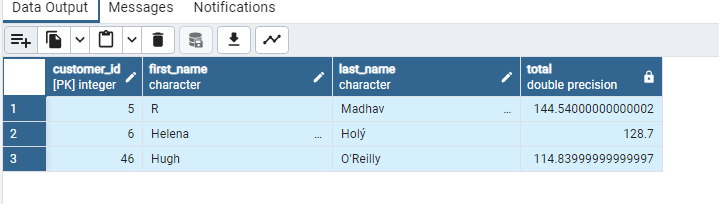 Data Output Messages Notifications
customer_id first_name last_name total
[PK] integer character character double precision
1 5 R Madhav ... 144.54000000000002
2 6 Helena ... Holý 128.7
3 46 Hugh O'Reilly 114.83999999999997